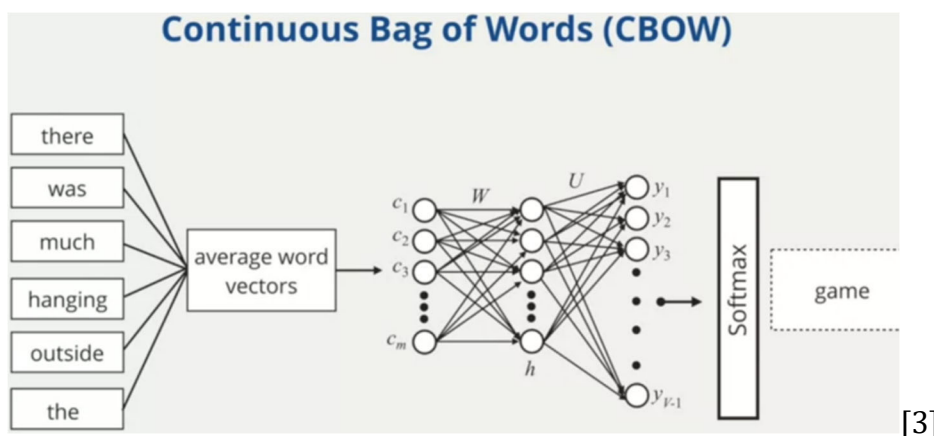 Continuous Bag of Words (CBOW)
there
was
much
hanging
outside
the
average word
vectors
c1
c2
c3
cm
W
h
U
y1
y2
y3
yV-1
Softmax
game
[3]